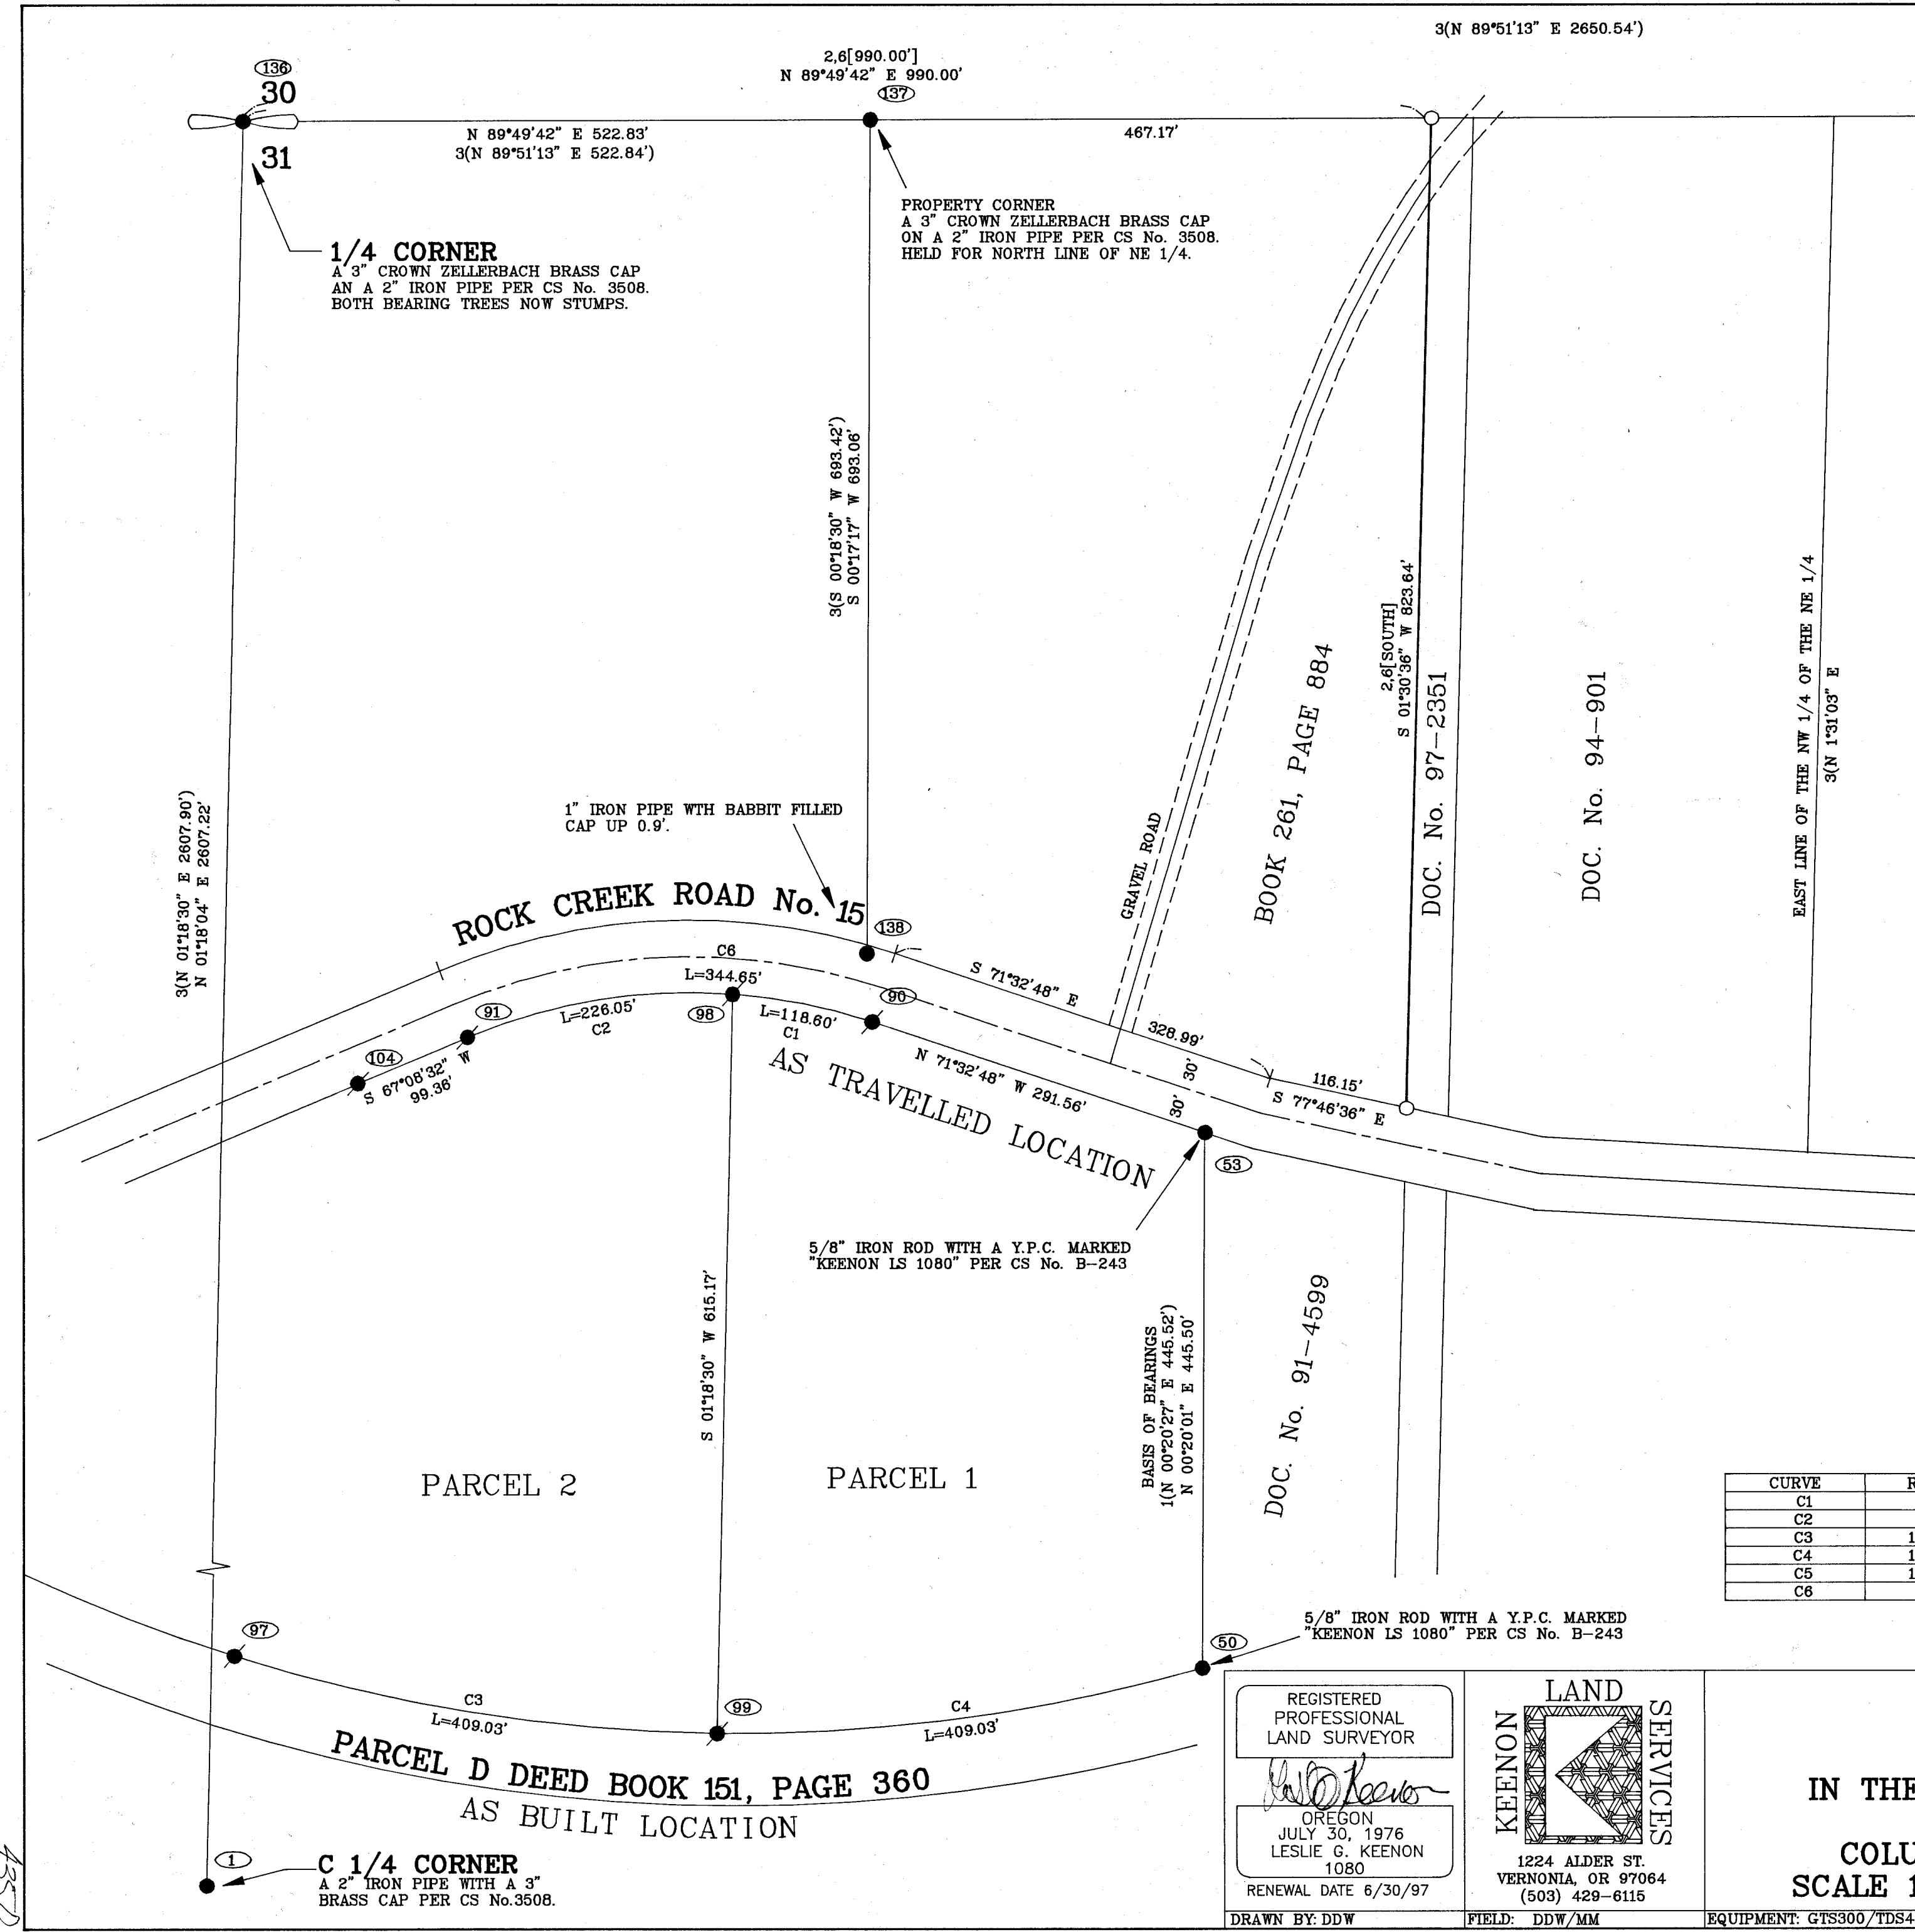 3(N 89°51'13" E 2650.54')
2,6[990.00']
N 89°49'42" E 990.00'
136
30
137
N 89°49'42" E 522.83'
3(N 89°51'13" E 522.84')
467.17'
31
PROPERTY CORNER
A 3" CROWN ZELLERBACH BRASS CAP
ON A 2" IRON PIPE PER CS No. 3508.
HELD FOR NORTH LINE OF NE 1/4.
1/4 CORNER
A 3" CROWN ZELLERBACH BRASS CAP
AN A 2" IRON PIPE PER CS No. 3508.
BOTH BEARING TREES NOW STUMPS.
3(S 00°18'30" W 693.42')
S 00°17'17" W 693.06'
2,6[SOUTH]
S 01°30'36" W 823.64'
BOOK 261, PAGE 884
DOC. No. 97-2351
DOC. No. 94-901
EAST LINE OF THE NW 1/4 OF THE NE 1/4
3(N 1°31'03" E
3(N 01°18'30" E 2607.90')
N 01°18'04" E 2607.22'
1" IRON PIPE WTH BABBIT FILLED
CAP UP 0.9'.
GRAVEL ROAD
ROCK CREEK ROAD No. 15
138
C6
L=344.65'
S 71°32'48" E
328.99'
90
91
L=226.05'
C2
98
L=118.60'
C1
104
S 67°08'32" W
99.36'
N 71°32'48" W 291.56'
30'
30'
116.15'
S 77°46'36" E
AS TRAVELLED LOCATION
53
5/8" IRON ROD WITH A Y.P.C. MARKED
"KEENON LS 1080" PER CS No. B-243
S 01°18'30" W 615.17'
BASIS OF BEARINGS
1(N 00°20'27" E 445.52')
N 00°20'01" E 445.50'
DOC. No. 91-4599
PARCEL 2
PARCEL 1
CURVE R
C1
C2
C3 1
C4 1
C5 1
C6
5/8" IRON ROD WITH A Y.P.C. MARKED
"KEENON LS 1080" PER CS No. B-243
97
50
C3
L=409.03'
99
C4
L=409.03'
PARCEL D DEED BOOK 151, PAGE 360
AS BUILT LOCATION
1
C 1/4 CORNER
A 2" IRON PIPE WITH A 3"
BRASS CAP PER CS No.3508.
REGISTERED
PROFESSIONAL
LAND SURVEYOR
OREGON
JULY 30, 1976
LESLIE G. KEENON
1080
RENEWAL DATE 6/30/97
KEENON
LAND
SERVICES
1224 ALDER ST.
VERNONIA, OR 97064
(503) 429-6115
IN THE
COLU
SCALE 1
DRAWN BY: DDW
FIELD: DDW/MM
EQUIPMENT: GTS300/TDS4